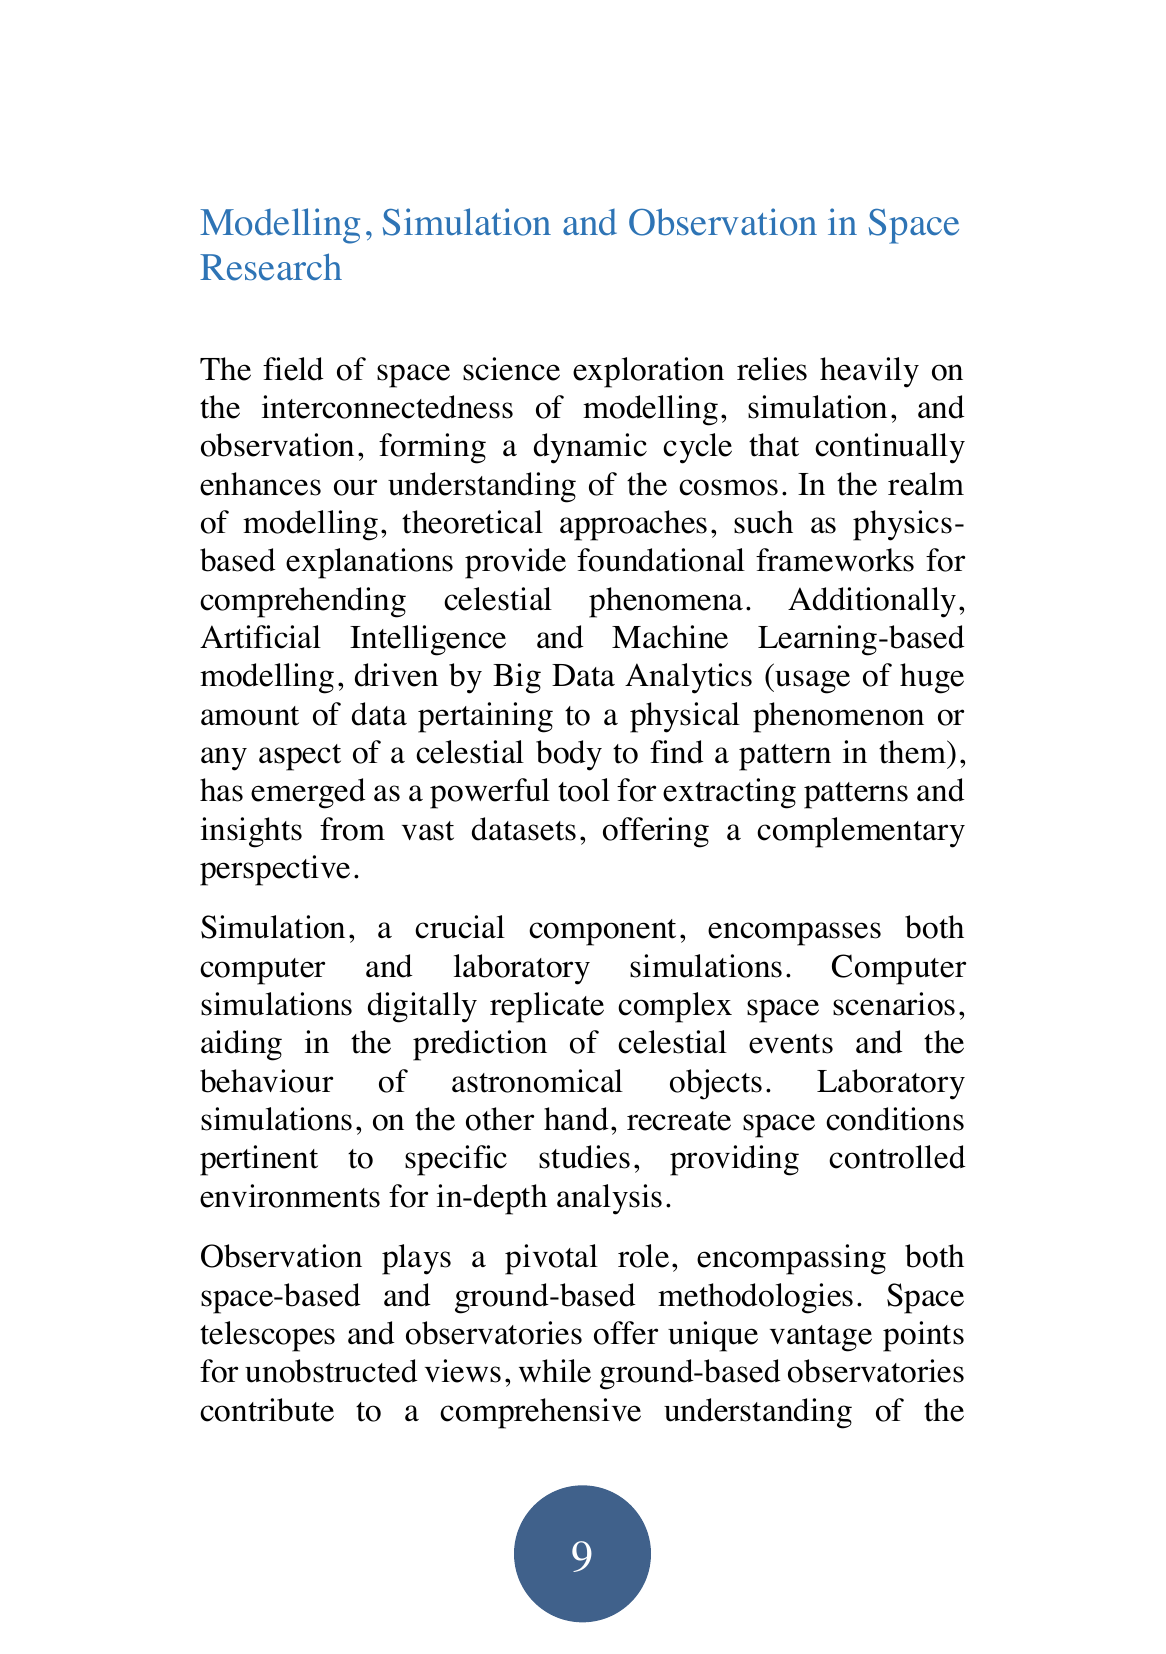 Modelling, Simulation and Observation in Space
Research
The field of space science exploration relies heavily on
the interconnectedness of modelling, simulation, and
observation, forming a dynamic cycle that continually
enhances our understanding of the cosmos. In the realm
of modelling, theoretical approaches, such as physics-
based explanations provide foundational frameworks for
comprehending celestial phenomena. Additionally,
Artificial Intelligence and Machine Learning-based
modelling, driven by Big Data Analytics (usage of huge
amount of data pertaining to a physical phenomenon or
any aspect of a celestial body to find a pattern in them),
has emerged as a powerful tool for extracting patterns and
insights from vast datasets, offering a complementary
perspective.
Simulation, a crucial component, encompasses both
computer and laboratory simulations. Computer
simulations digitally replicate complex space scenarios,
aiding in the prediction of celestial events and the
behaviour of astronomical objects. Laboratory
simulations, on the other hand, recreate space conditions
pertinent to specific studies, providing controlled
environments for in-depth analysis.
Observation plays a pivotal role, encompassing both
space-based and ground-based methodologies. Space
telescopes and observatories offer unique vantage points
for unobstructed views, while ground-based observatories
contribute to a comprehensive understanding of the
9